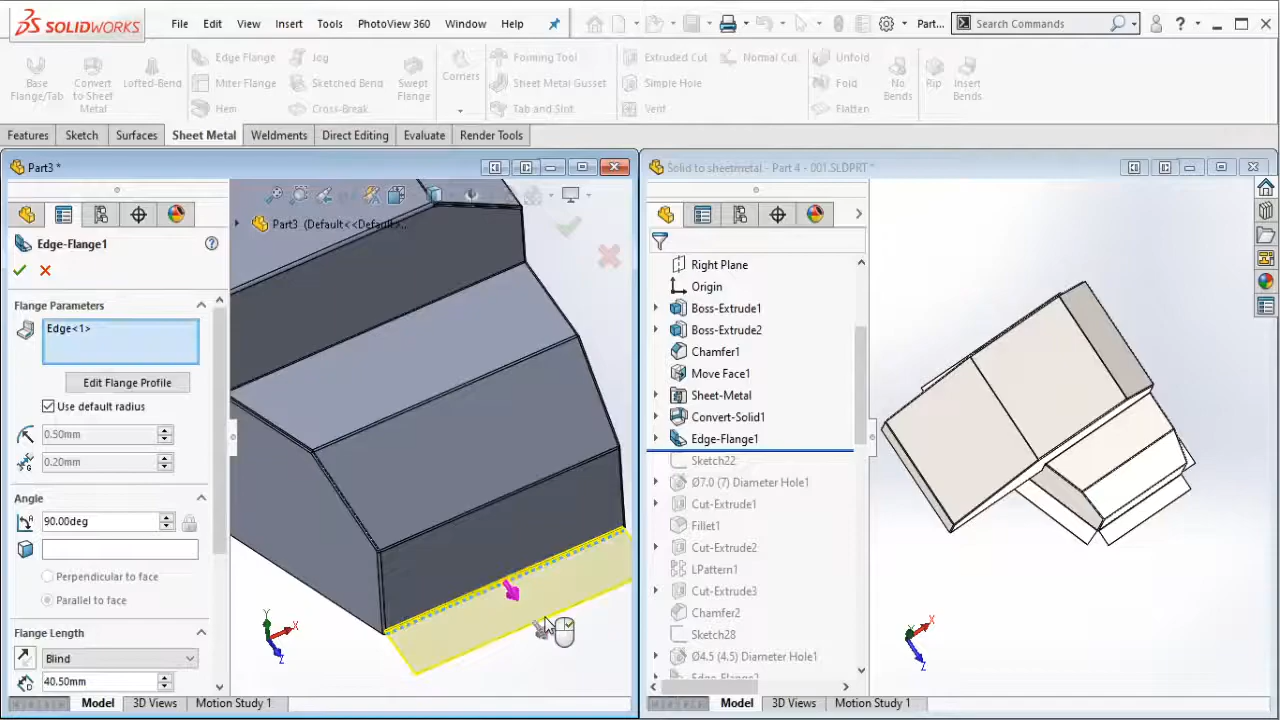 SOLIDWORKS File Edit View Insert Tools PhotoView 360 Window Help Part... Search Commands ?
Base Flange/Tab
Convert to Sheet Metal
Lofted-Bend
Edge Flange
Miter Flange
Hem
Jog
Sketched Bend
Cross-Break
Swept Flange
Corners
Forming Tool
Sheet Metal Gusset
Tab and Slot
Extruded Cut
Simple Hole
Vent
Normal Cut
Unfold
Fold
Flatten
No Bends
Rip
Insert Bends
Features Sketch Surfaces Sheet Metal Weldments Direct Editing Evaluate Render Tools
Part3 *
Part3 (Default<<Default>...
Edge-Flange1
Flange Parameters
Edge<1>
Edit Flange Profile
Use default radius
0.50mm
0.20mm
Angle
90.00deg
Perpendicular to face
Parallel to face
Flange Length
Blind
40.50mm
Y
X
Z
Model 3D Views Motion Study 1
Solid to sheetmetal - Part 4 - 001.SLDPRT *
Right Plane
Origin
Boss-Extrude1
Boss-Extrude2
Chamfer1
Move Face1
Sheet-Metal
Convert-Solid1
Edge-Flange1
Sketch22
Ø7.0 (7) Diameter Hole1
Cut-Extrude1
Fillet1
Cut-Extrude2
LPattern1
Cut-Extrude3
Chamfer2
Sketch28
Ø4.5 (4.5) Diameter Hole1
X
Z
Model 3D Views Motion Study 1